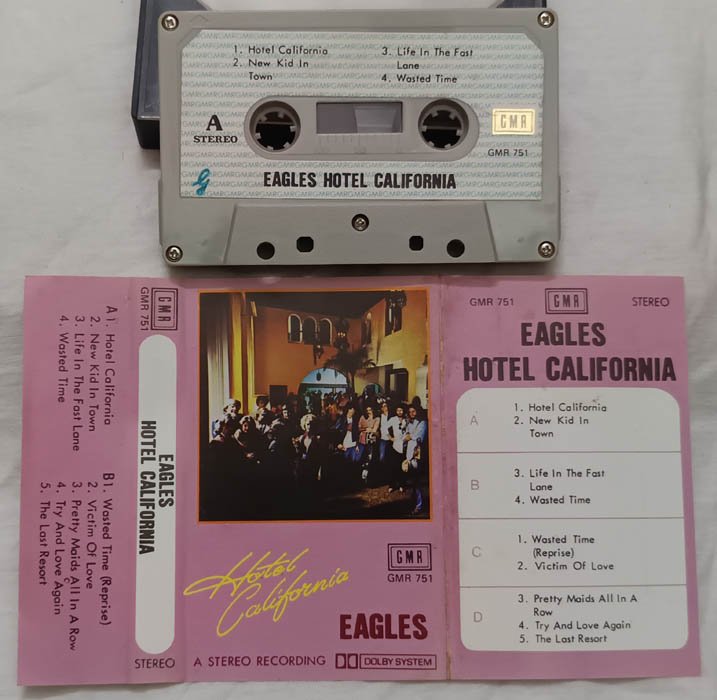 1. Hotel California
2. New Kid In
Town
3. Life In The Fast
Lane
4. Wasted Time
A
STEREO
GMR
GMR 751
EAGLES HOTEL CALIFORNIA
A1. Hotel California
2. New Kid In Town
3. Life In The Fast Lane
4. Wasted Time
B1. Wasted Time (Reprise)
2. Victim Of Love
3. Pretty Maids All In A Row
4. Try And Love Again
5. The Last Resort
GMR 751
GMR
EAGLES
HOTEL CALIFORNIA
STEREO
Hotel
California
GMR
GMR 751
EAGLES
A STEREO RECORDING
DOLBY SYSTEM
GMR 751
GMR
STEREO
EAGLES
HOTEL CALIFORNIA
A
1. Hotel California
2. New Kid In
Town
B
3. Life In The Fast
Lane
4. Wasted Time
C
1. Wasted Time
(Reprise)
2. Victim Of Love
D
3. Pretty Maids All In A
Row
4. Try And Love Again
5. The Last Resort